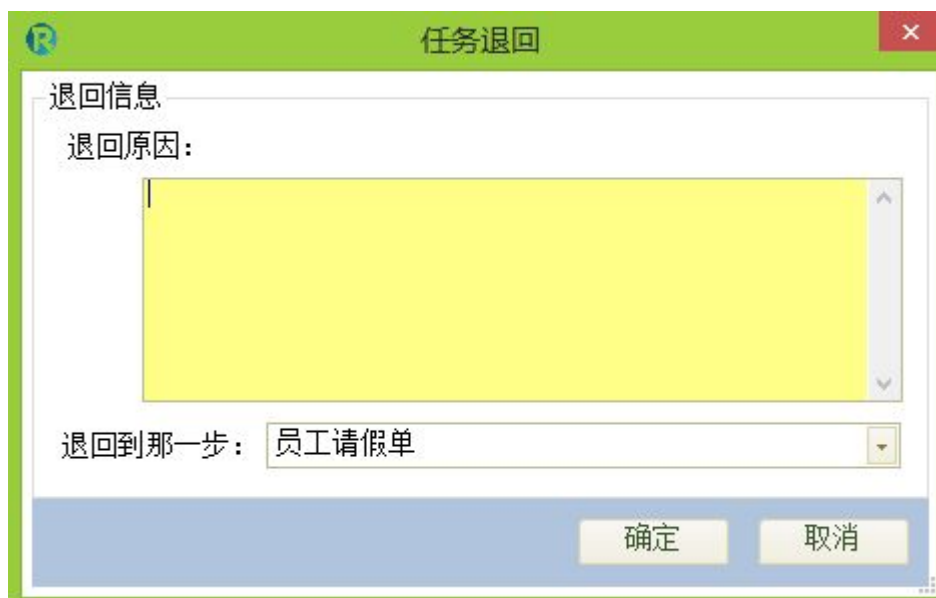 任务退回
退回信息
退回原因：
退回到那一步： 员工请假单
确定 取消